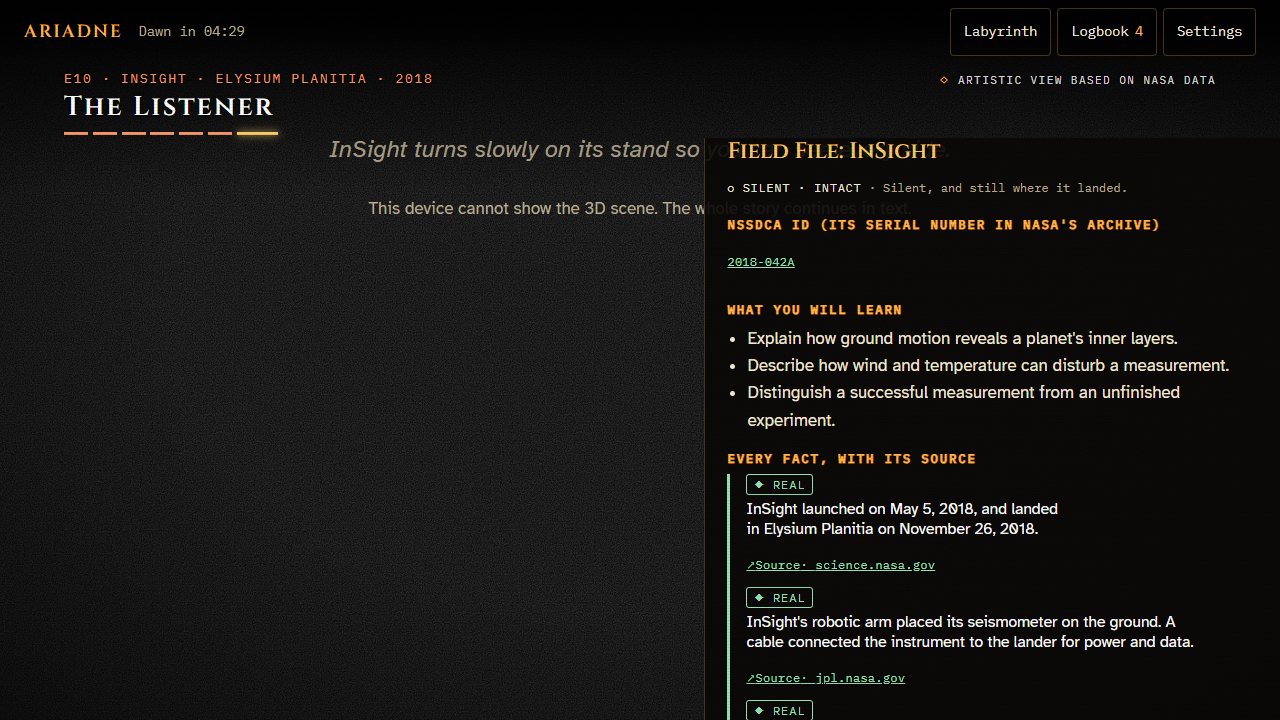 ARIADNE Dawn in 04:29
Labyrinth Logbook 4 Settings
E10 · INSIGHT · ELYSIUM PLANITIA · 2018
◇ ARTISTIC VIEW BASED ON NASA DATA
The Listener
InSight turns slowly on its stand so yo
This device cannot show the 3D scene. The whole story continues in text.
Field File: InSight
o SILENT · INTACT · Silent, and still where it landed.
NSSDCA ID (ITS SERIAL NUMBER IN NASA'S ARCHIVE)
2018-042A
WHAT YOU WILL LEARN
• Explain how ground motion reveals a planet's inner layers.
• Describe how wind and temperature can disturb a measurement.
• Distinguish a successful measurement from an unfinished
experiment.
EVERY FACT, WITH ITS SOURCE
◆ REAL
InSight launched on May 5, 2018, and landed
in Elysium Planitia on November 26, 2018.
↗Source· science.nasa.gov
◆ REAL
InSight's robotic arm placed its seismometer on the ground. A
cable connected the instrument to the lander for power and data.
↗Source· jpl.nasa.gov
◆ REAL